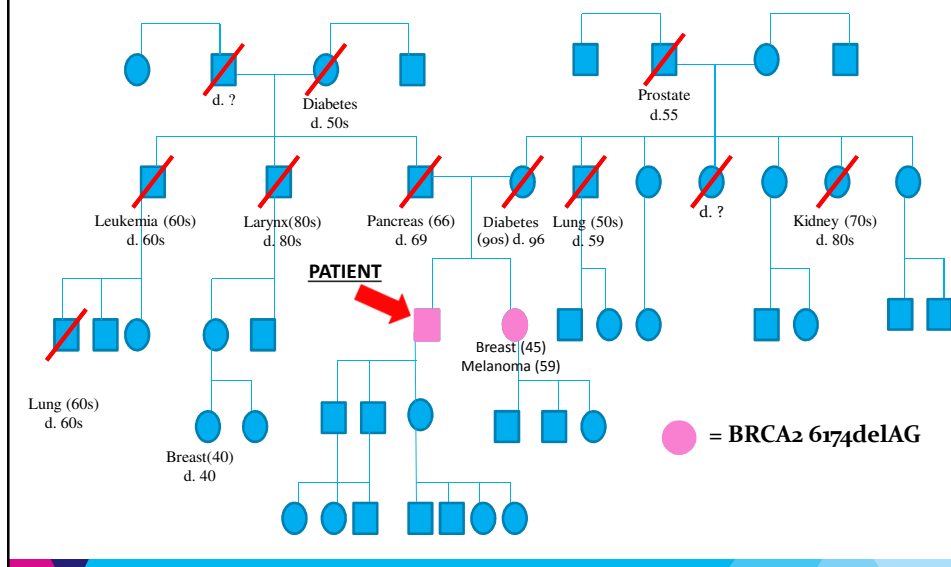 d. ?
Diabetes
d. 50s
Prostate
d.55
Leukemia (60s)
d. 60s
Larynx(80s)
d. 80s
Pancreas (66)
d. 69
Diabetes
(90s) d. 96
Lung (50s)
d. 59
d. ?
Kidney (70s)
d. 80s
PATIENT
Breast (45)
Melanoma (59)
Lung (60s)
d. 60s
Breast(40)
d. 40
= BRCA2 6174delAG